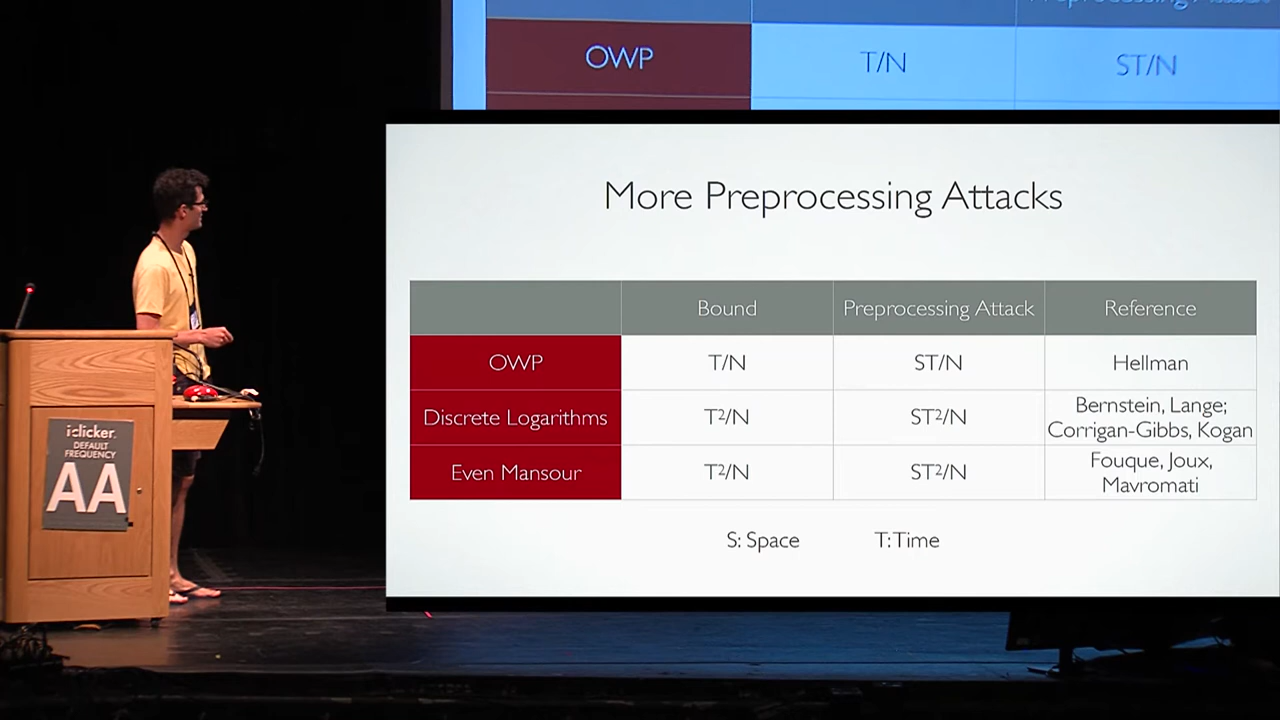 OWP
T/N
ST/N
More Preprocessing Attacks
Bound
Preprocessing Attack
Reference
OWP
T/N
ST/N
Hellman
Discrete Logarithms
T²/N
ST²/N
Bernstein, Lange;
Corrigan-Gibbs, Kogan
Even Mansour
T²/N
ST²/N
Fouque, Joux,
Mavromati
S: Space
T: Time
iclicker.
DEFAULT
FREQUENCY
AA